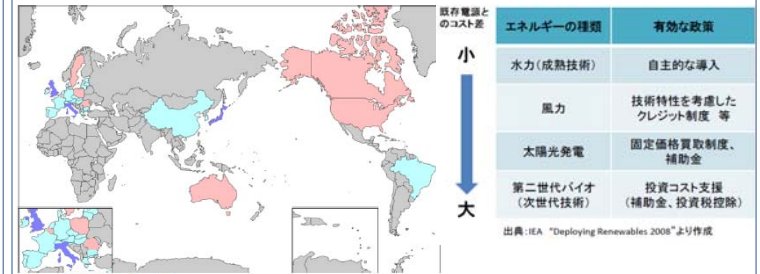 既存電源と
のコスト差
小
大
エネルギーの種類 有効な政策
水力(成熟技術) 自主的な導入
風力 技術特性を考慮した
クレジット制度 等
太陽光発電 固定価格買取制度、
補助金
第二世代バイオ 投資コスト支援
(次世代技術) (補助金、投資税控除)
出典:IEA "Deploying Renewables 2008"より作成